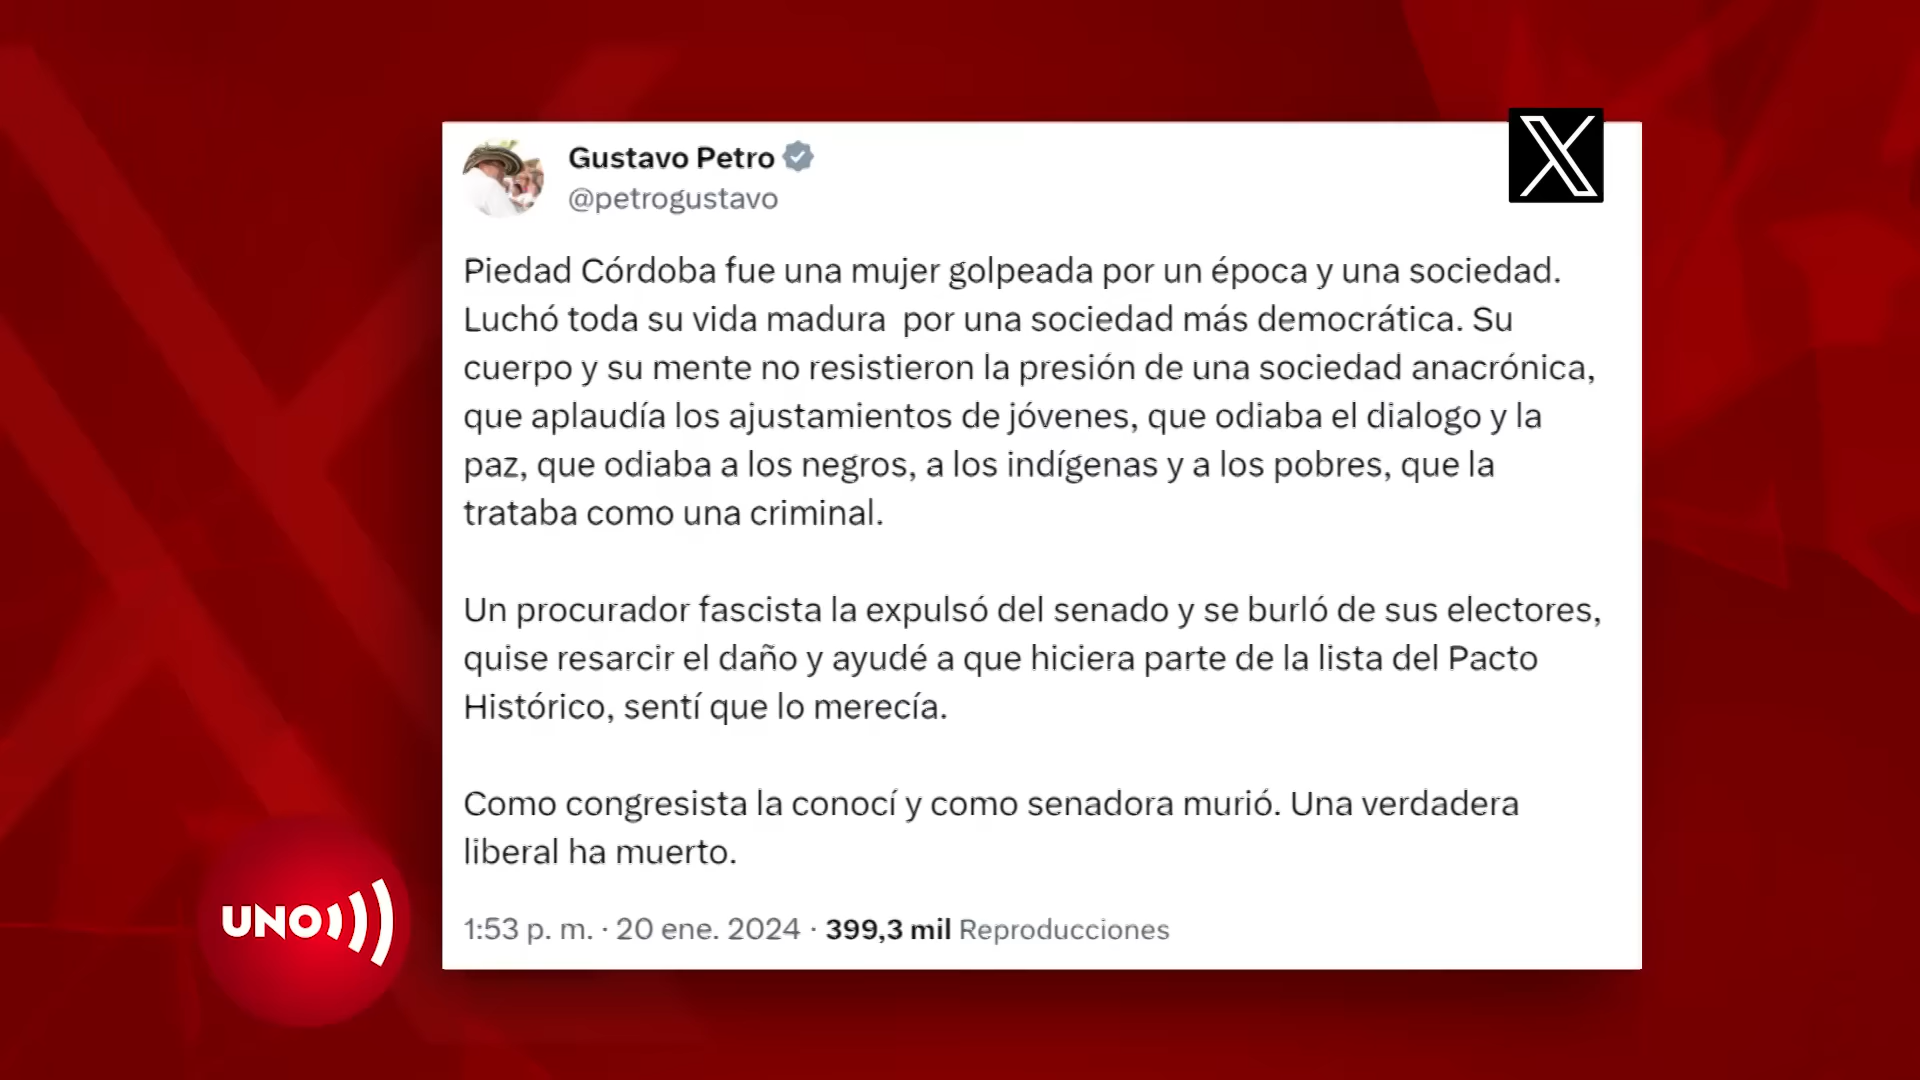 Gustavo Petro
@petrogustavo
Piedad Córdoba fue una mujer golpeada por un época y una sociedad.
Luchó toda su vida madura  por una sociedad más democrática. Su
cuerpo y su mente no resistieron la presión de una sociedad anacrónica,
que aplaudía los ajustamientos de jóvenes, que odiaba el dialogo y la
paz, que odiaba a los negros, a los indígenas y a los pobres, que la
trataba como una criminal.
Un procurador fascista la expulsó del senado y se burló de sus electores,
quise resarcir el daño y ayudé a que hiciera parte de la lista del Pacto
Histórico, sentí que lo merecía.
Como congresista la conocí y como senadora murió. Una verdadera
liberal ha muerto.
1:53 p. m. · 20 ene. 2024 · 399,3 mil Reproducciones
UNO